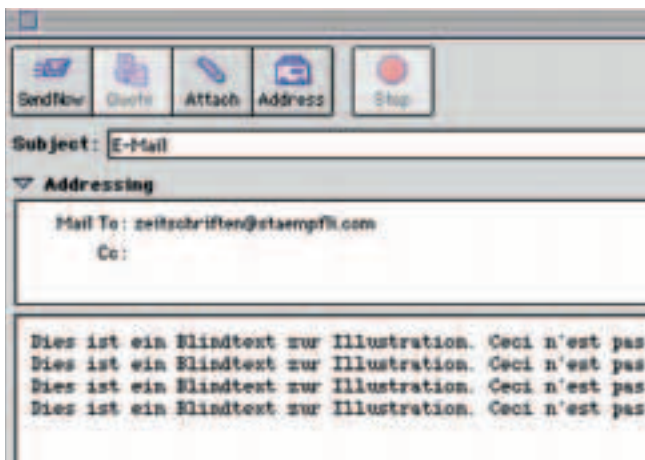 SendNow Quote Attach Address Stop
Subject: E-Mail
Addressing
Mail To: zeitschriften@staempfli.com
Cc:
Dies ist ein Blindtext zur Illustration. Ceci n'est pas
Dies ist ein Blindtext zur Illustration. Ceci n'est pas
Dies ist ein Blindtext zur Illustration. Ceci n'est pas
Dies ist ein Blindtext zur Illustration. Ceci n'est pas